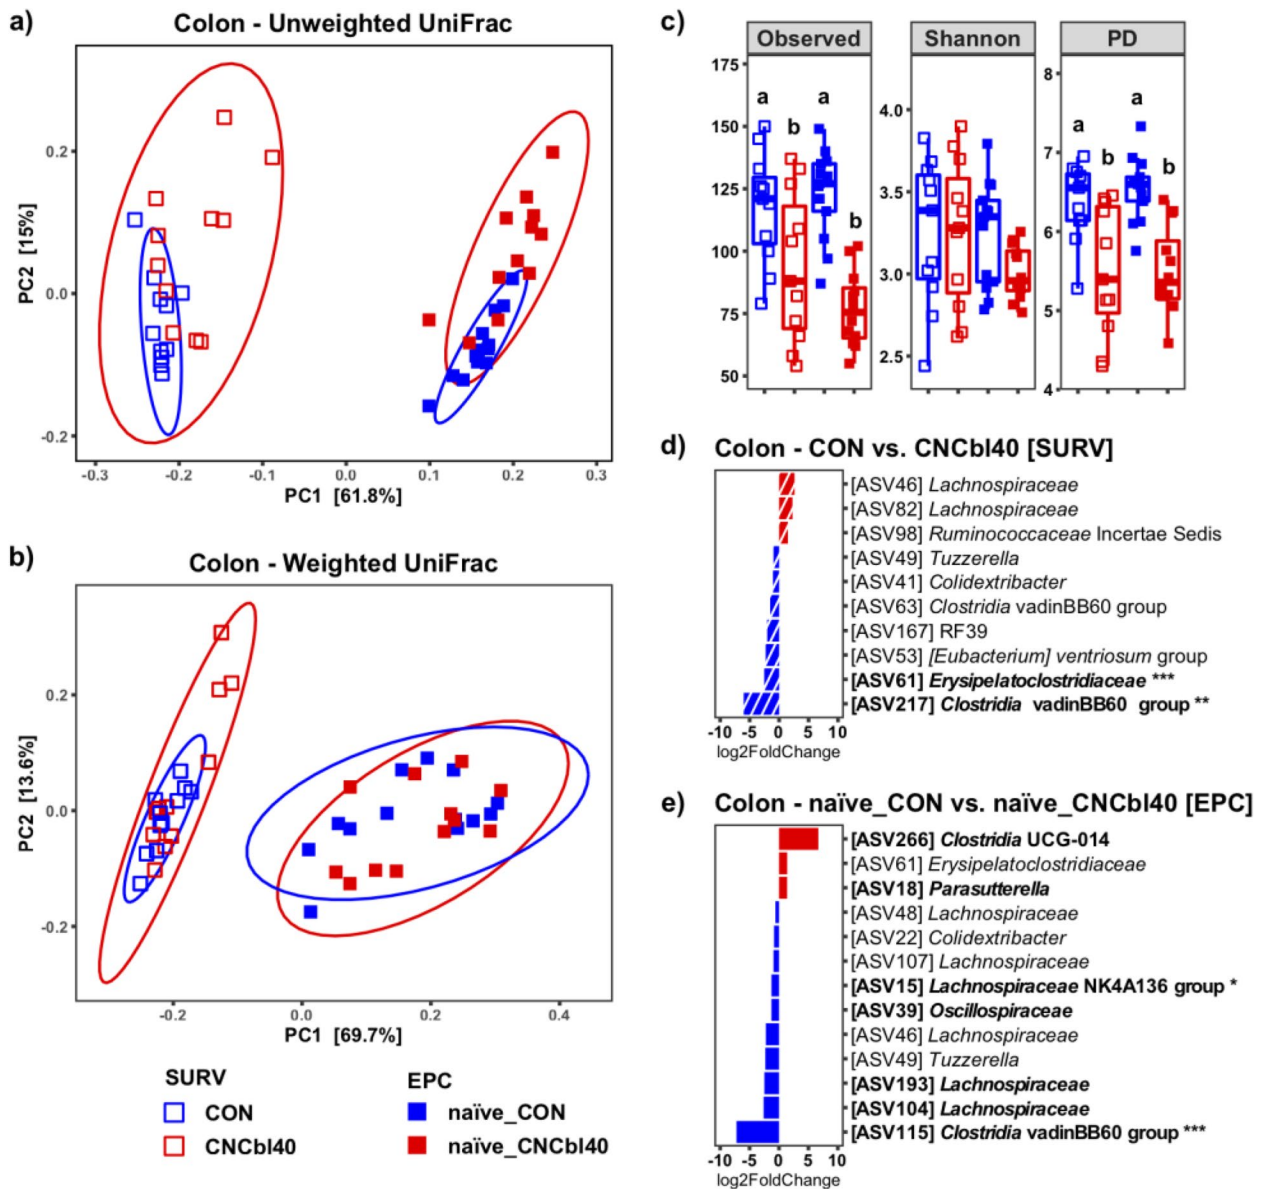 a)
Colon - Unweighted UniFrac
PC2 [15%]
0.2
0.0
-0.2
-0.3
-0.2
-0.1
0.0
0.1
0.2
0.3
PC1 [61.8%]
b)
Colon - Weighted UniFrac
PC2 [13.6%]
0.2
0.0
-0.2
-0.2
0.0
0.2
0.4
PC1 [69.7%]
SURV
CON
CNCbl40
EPC
naïve_CON
naïve_CNCbl40
c)
Observed
175
150
125
100
75
50
a
b
a
b
Shannon
4.0
3.5
3.0
2.5
PD
8
7
6
5
4
a
b
a
b
d)
Colon - CON vs. CNCbl40 [SURV]
[ASV46] Lachnospiraceae
[ASV82] Lachnospiraceae
[ASV98] Ruminococcaceae Incertae Sedis
[ASV49] Tuzzerella
[ASV41] Colidextribacter
[ASV63] Clostridia vadinBB60 group
[ASV167] RF39
[ASV53] [Eubacterium] ventriosum group
[ASV61] Erysipelatoclostridiaceae ***
[ASV217] Clostridia vadinBB60 group **
-10 -5 0 5 10
log2FoldChange
e)
Colon - naïve_CON vs. naïve_CNCbl40 [EPC]
[ASV266] Clostridia UCG-014
[ASV61] Erysipelatoclostridiaceae
[ASV18] Parasutterella
[ASV48] Lachnospiraceae
[ASV22] Colidextribacter
[ASV107] Lachnospiraceae
[ASV15] Lachnospiraceae NK4A136 group *
[ASV39] Oscillospiraceae
[ASV46] Lachnospiraceae
[ASV49] Tuzzerella
[ASV193] Lachnospiraceae
[ASV104] Lachnospiraceae
[ASV115] Clostridia vadinBB60 group ***
-10 -5 0 5 10
log2FoldChange